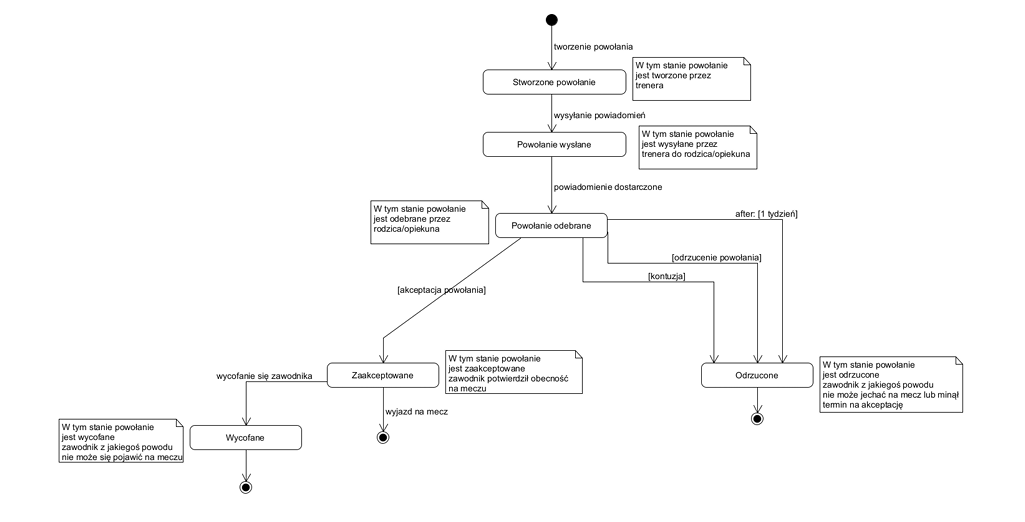 tworzenie powołania
W tym stanie powołanie
jest tworzone przez
trenera
Stworzone powołanie
wysyłanie powiadomień
W tym stanie powołanie
jest wysyłane przez
trenera do rodzica/opiekuna
Powołanie wysłane
powiadomienie dostarczone
W tym stanie powołanie
jest odebrane przez
rodzica/opiekuna
Powołanie odebrane
after: [1 tydzień]
[odrzucenie powołania]
[kontuzja]
[akceptacja powołania]
Zaakceptowane
W tym stanie powołanie
jest zaakceptowane
zawodnik potwierdził obecność
na meczu
Odrzucone
W tym stanie powołanie
jest odrzucone
zawodnik z jakiegoś powodu
nie może jechać na mecz lub minął
termin na akceptację
wycofanie się zawodnika
wyjazd na mecz
W tym stanie powołanie
jest wycofane
zawodnik z jakiegoś powodu
nie może się pojawić na meczu
Wycofane